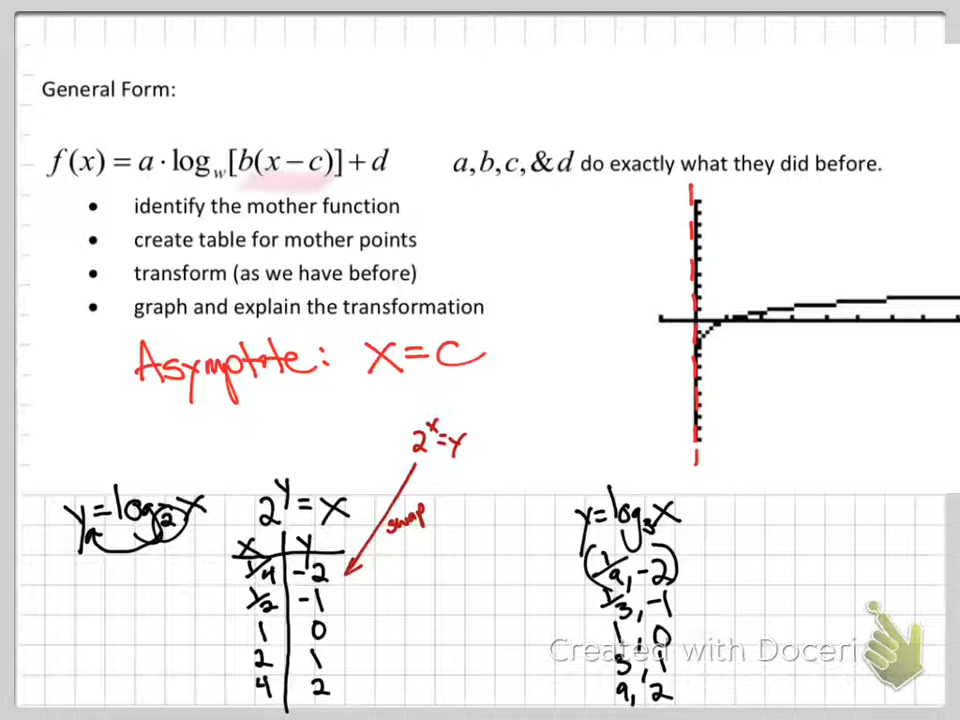 General Form:
f(x) = a · log_w [b(x − c)] + d
a, b, c, & d do exactly what they did before.
• identify the mother function
• create table for mother points
• transform (as we have before)
• graph and explain the transformation
Asymptote: x = c
2^x = y
swap
y = log_2 x
2^y = x
x | y
1/4 | -2
1/2 | -1
1 | 0
2 | 1
4 | 2
y = log_3 x
(1/9, -2)
1/3, -1
1, 0
3, 1
9, 2
Created with Doceri